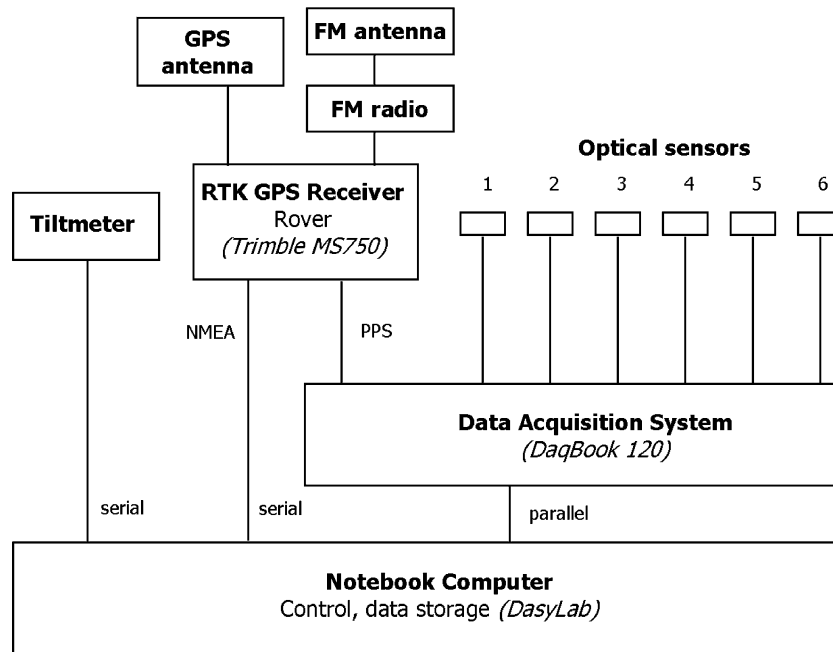 GPS
antenna
FM antenna
FM radio
Optical sensors
1 2 3 4 5 6
RTK GPS Receiver
Rover
(Trimble MS750)
Tiltmeter
NMEA
PPS
Data Acquisition System
(DaqBook 120)
serial
serial
parallel
Notebook Computer
Control, data storage (DasyLab)